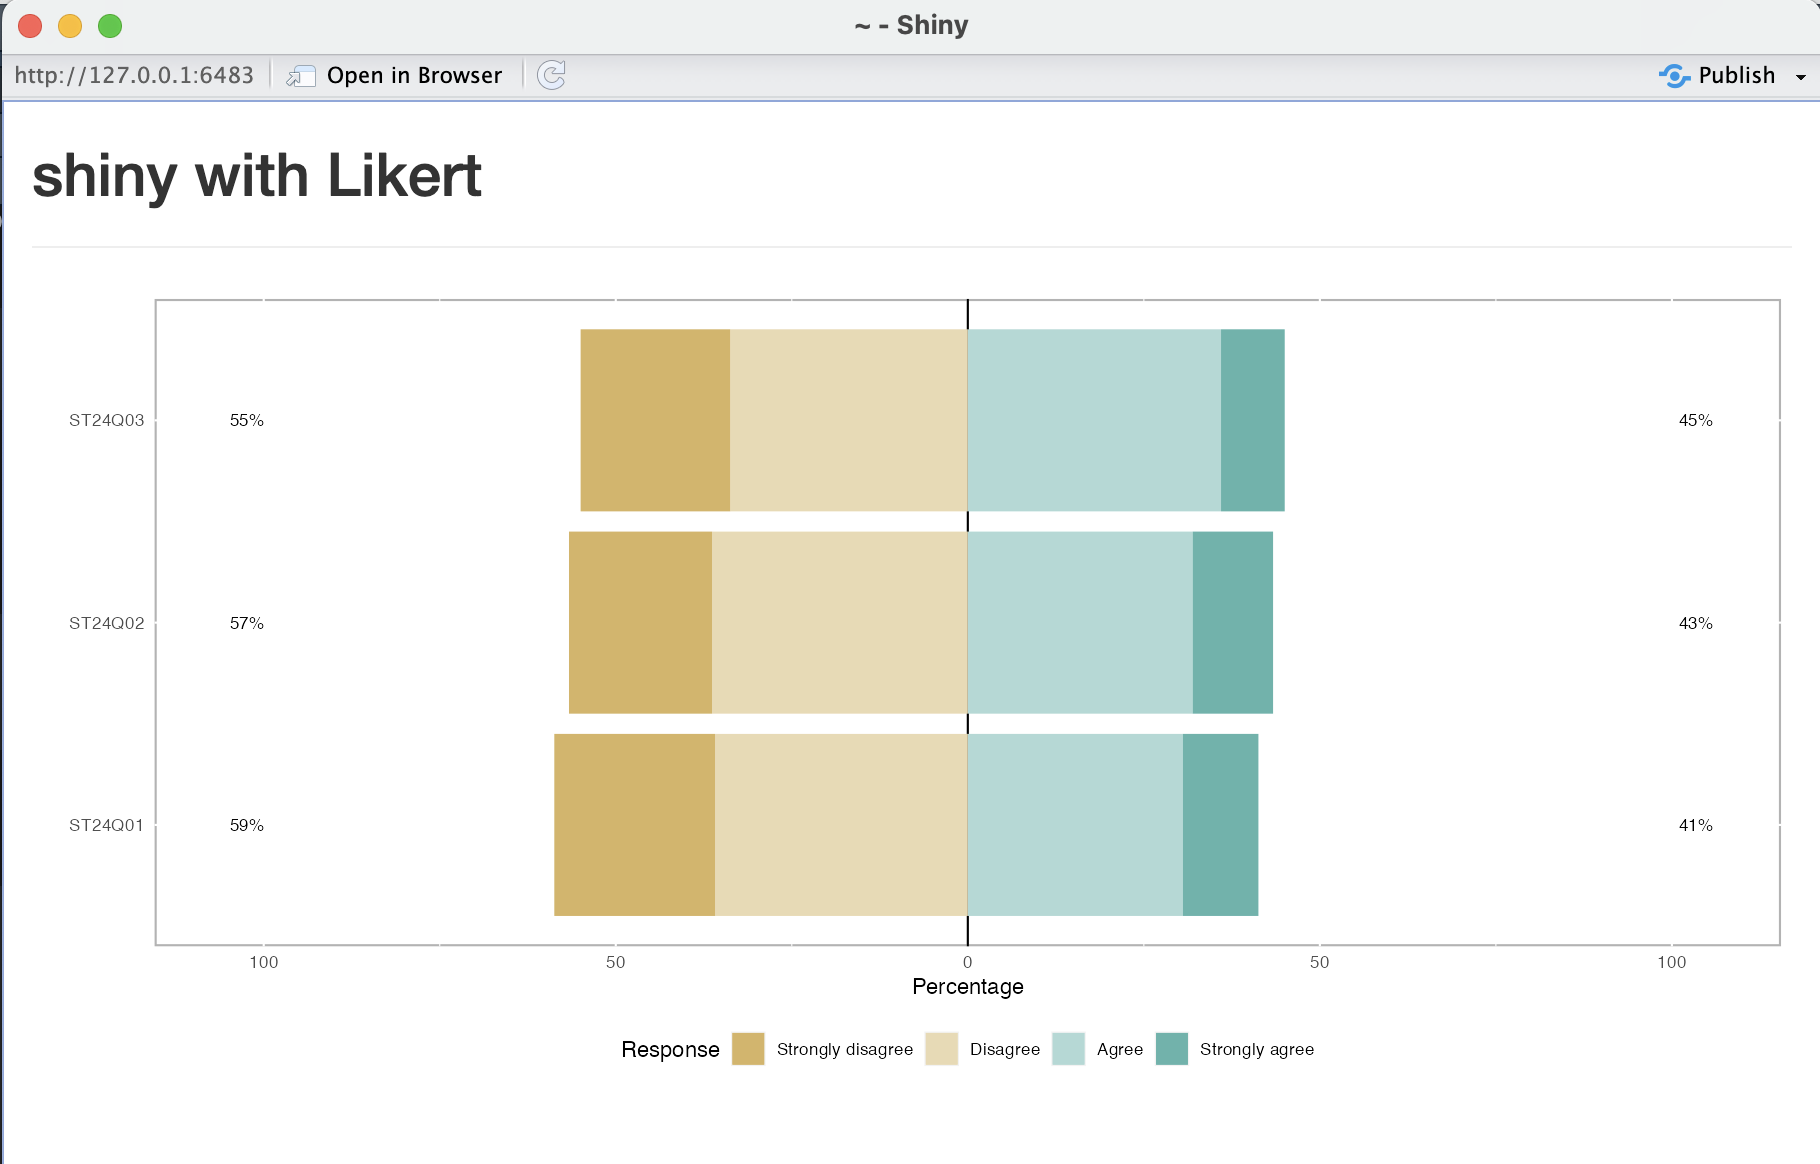 ~ - Shiny
http://127.0.0.1:6483 Open in Browser Publish
shiny with Likert
ST24Q03 55% 45%
ST24Q02 57% 43%
ST24Q01 59% 41%
100 50 0 50 100
Percentage
Response Strongly disagree Disagree Agree Strongly agree